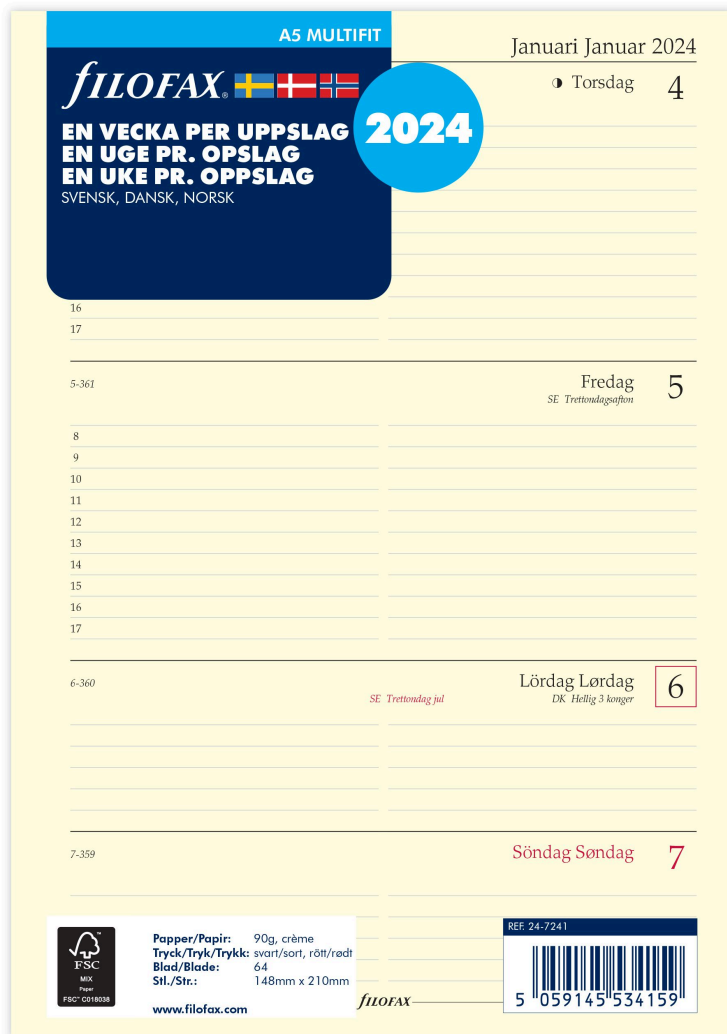 A5 MULTIFIT
Januari Januar 2024
fILOFAX®
Torsdag 4
2024
EN VECKA PER UPPSLAG
EN UGE PR. OPSLAG
EN UKE PR. OPPSLAG
SVENSK, DANSK, NORSK
16
17
5-361 Fredag 5
SE Trettondagsafton
8
9
10
11
12
13
14
15
16
17
6-360 Lördag Lørdag 6
SE Trettondag jul DK Hellig 3 konger
7-359 Söndag Søndag 7
FSC
MIX
Paper
FSC™ C018038
Papper/Papir: 90g, crème
Tryck/Tryk/Trykk: svart/sort, rött/rødt
Blad/Blade: 64
Stl./Str.: 148mm x 210mm
www.filofax.com
fILOFAX
REF. 24-7241
5 059145 534159